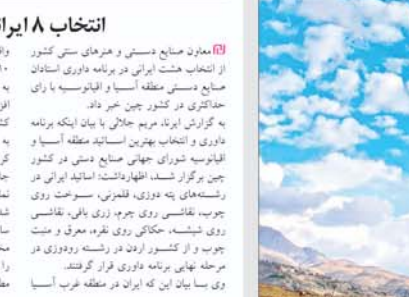 انتخاب ۸ ایرا
معاون صنایع دستی و هنرهای سنتی کشور
از انتخاب هشت ایرانی در برنامه داوری استادان
صنایع دستی منطقه آسیا و اقیانوسیه با رای
حداکثری در کشور چین خبر داد.
به گزارش ایرنا، مریم جلالی با بیان اینکه برنامه
داوری و انتخاب بهترین اساتید منطقه آسیا و
اقیانوسیه شورای جهانی صنایع دستی در کشور
چین برگزار شد، اظهارداشت: اساتید ایرانی در
رشته‌های پته دوزی، قلمزنی، سوخت روی
چوب، نقاشی روی چرم، زری بافی، نقاشی
روی شیشه، حکاکی روی نقره، معرق و منبت
چوب و از کشور اردن در رشته رودوزی در
مرحله نهایی برنامه داوری قرار گرفتند.
وی با بیان این که ایران در منطقه غرب آسیا